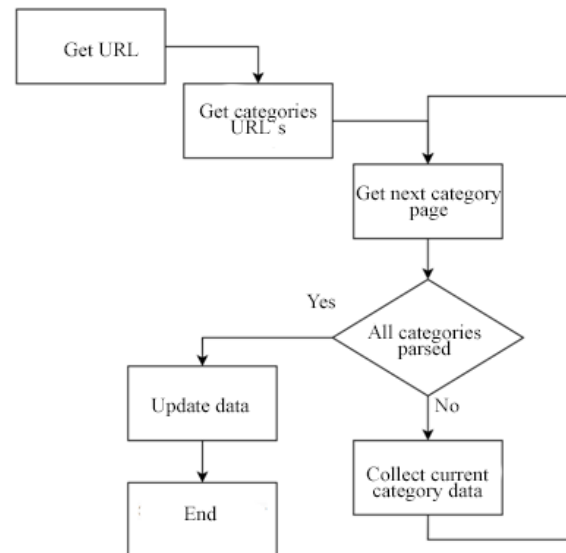 Get URL
Get categories
URL`s
Get next category
page
Yes
All categories
parsed
No
Update data
Collect current
category data
End